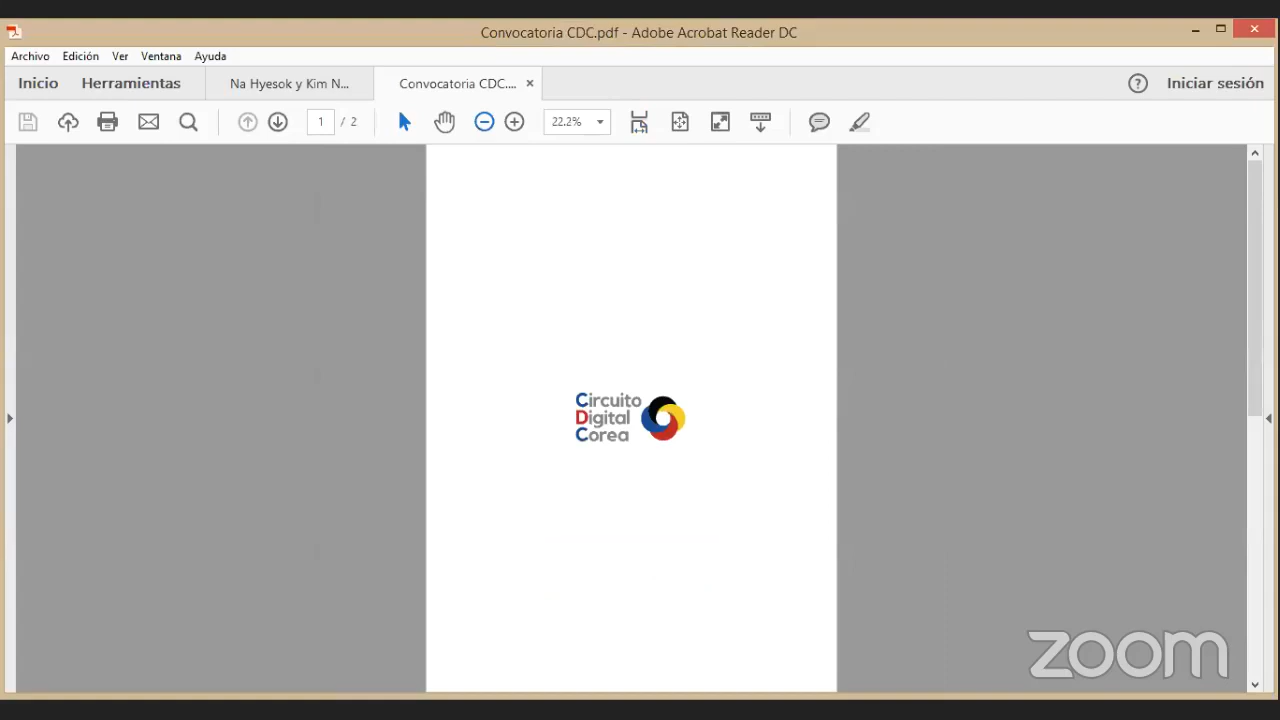 Convocatoria CDC.pdf - Adobe Acrobat Reader DC
Archivo Edición Ver Ventana Ayuda
Inicio Herramientas Na Hyesok y Kim N... Convocatoria CDC.... × ? Iniciar sesión
1 / 2 22.2%
Circuito
Digital
Corea
zoom